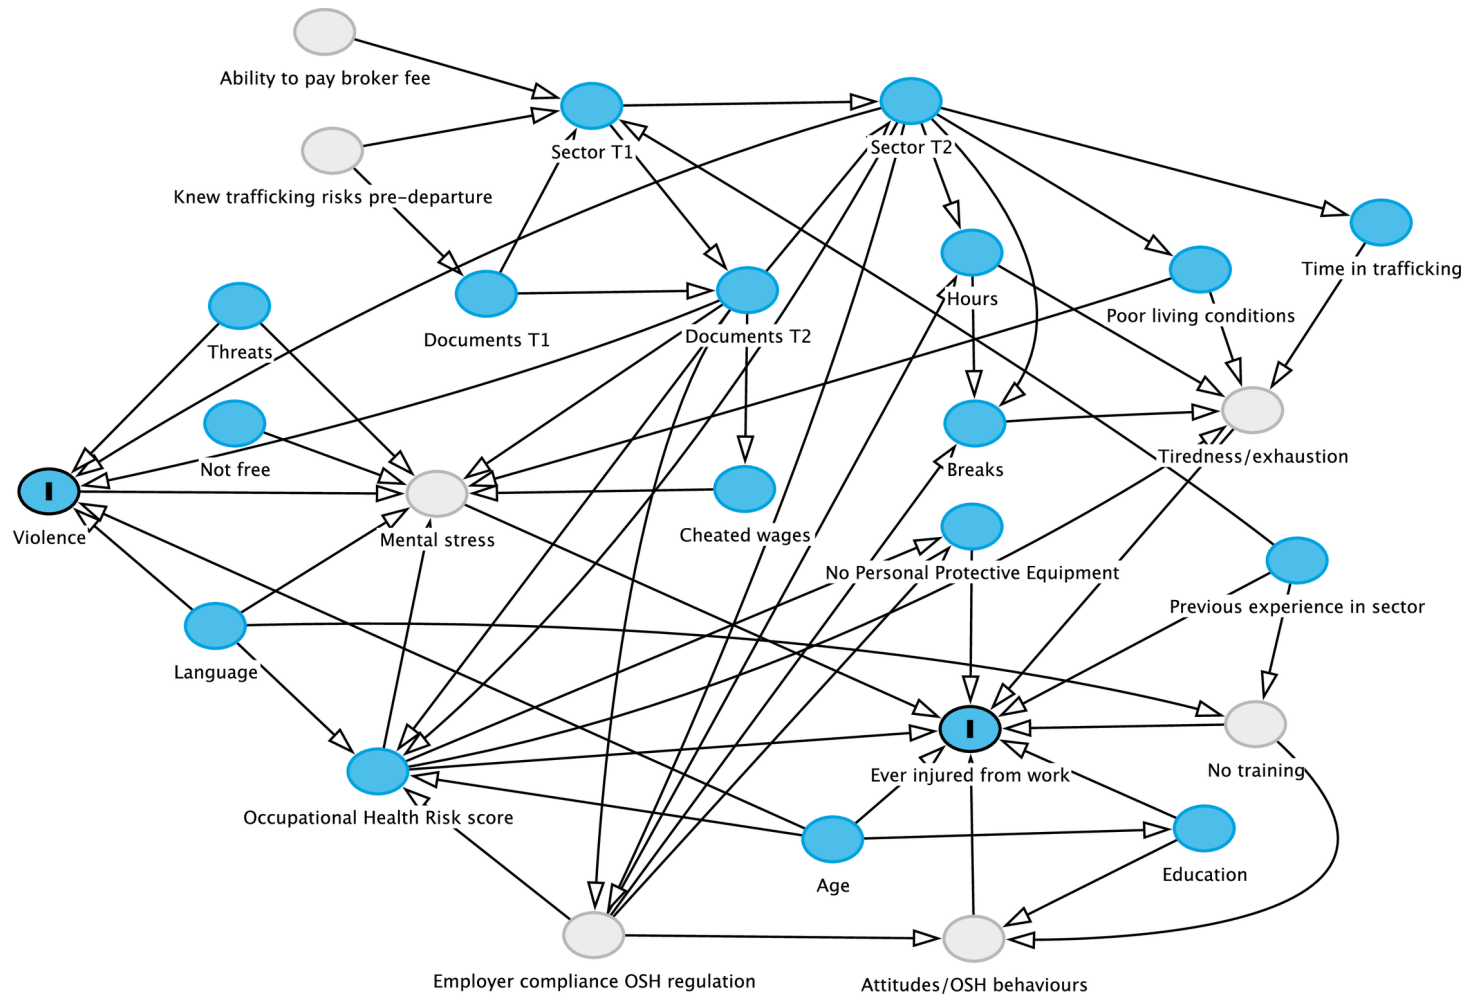 Ability to pay broker fee
Sector T1
Sector T2
Knew trafficking risks pre-departure
Time in trafficking
Hours
Poor living conditions
Documents T1
Documents T2
Threats
Not free
Tiredness/exhaustion
Breaks
I
Violence
Mental stress
Cheated wages
No Personal Protective Equipment
Previous experience in sector
Language
I
Ever injured from work
No training
Occupational Health Risk score
Age
Education
Employer compliance OSH regulation
Attitudes/OSH behaviours